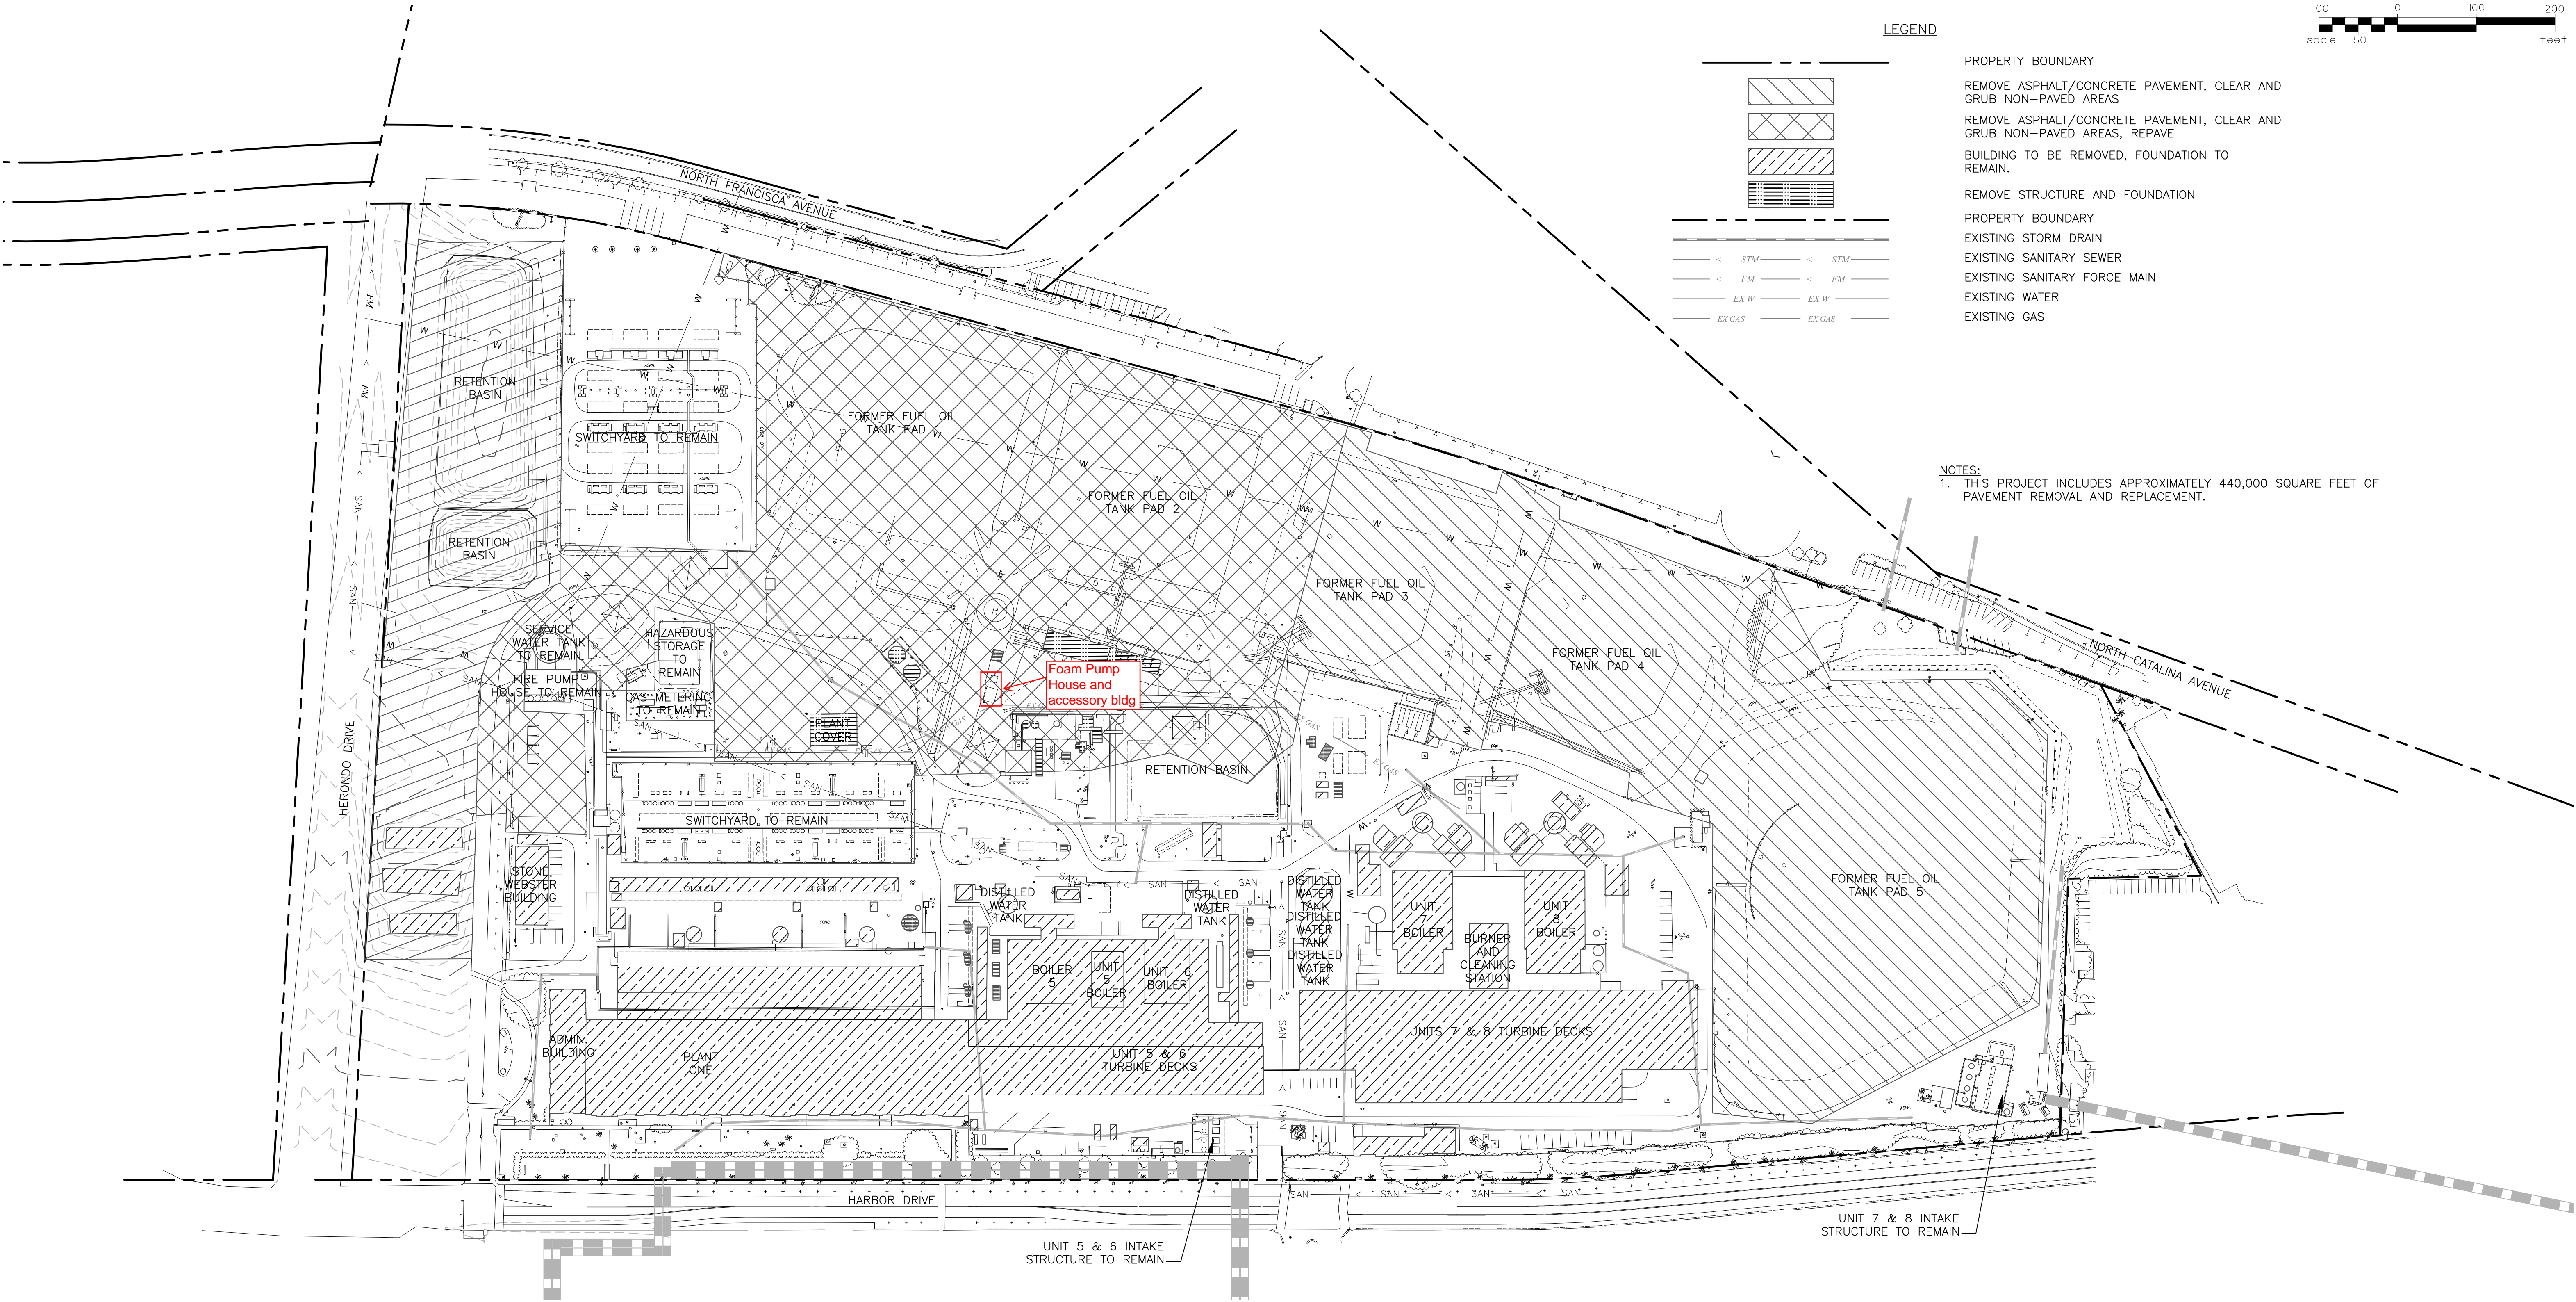 100 0 100 200
scale 50 feet
LEGEND
PROPERTY BOUNDARY
REMOVE ASPHALT/CONCRETE PAVEMENT, CLEAR AND
GRUB NON-PAVED AREAS
REMOVE ASPHALT/CONCRETE PAVEMENT, CLEAR AND
GRUB NON-PAVED AREAS, REPAVE
BUILDING TO BE REMOVED, FOUNDATION TO
REMAIN.
REMOVE STRUCTURE AND FOUNDATION
PROPERTY BOUNDARY
EXISTING STORM DRAIN
< STM < STM
EXISTING SANITARY SEWER
< FM < FM
EXISTING SANITARY FORCE MAIN
EX W EX W
EXISTING WATER
EX GAS EX GAS
EXISTING GAS
NOTES:
1. THIS PROJECT INCLUDES APPROXIMATELY 440,000 SQUARE FEET OF
PAVEMENT REMOVAL AND REPLACEMENT.
NORTH FRANCISCA AVENUE
NORTH CATALINA AVENUE
HERONDO DRIVE
HARBOR DRIVE
RETENTION
BASIN
SWITCHYARD TO REMAIN
FORMER FUEL OIL
TANK PAD 1
FORMER FUEL OIL
TANK PAD 2
RETENTION
BASIN
FORMER FUEL OIL
TANK PAD 3
FORMER FUEL OIL
TANK PAD 4
SERVICE
WATER TANK
TO REMAIN
HAZARDOUS
STORAGE
TO
REMAIN
FIRE PUMP
HOUSE TO REMAIN
GAS METERING
TO REMAIN
Foam Pump
House and
accessory bldg
PLANT
COVER
RETENTION BASIN
SWITCHYARD TO REMAIN
STONE
WEBSTER
BUILDING
DISTILLED
WATER
TANK
DISTILLED
WATER
TANK
DISTILLED
WATER
TANK
DISTILLED
WATER
TANK
DISTILLED
WATER
TANK
UNIT
7
BOILER
UNIT
8
BOILER
BURNER
AND
CLEANING
STATION
FORMER FUEL OIL
TANK PAD 5
BOILER
5
UNIT
5
BOILER
UNIT 6
BOILER
ADMIN.
BUILDING
PLANT
ONE
UNIT 5 & 6
TURBINE DECKS
UNITS 7 & 8 TURBINE DECKS
UNIT 5 & 6 INTAKE
STRUCTURE TO REMAIN
UNIT 7 & 8 INTAKE
STRUCTURE TO REMAIN